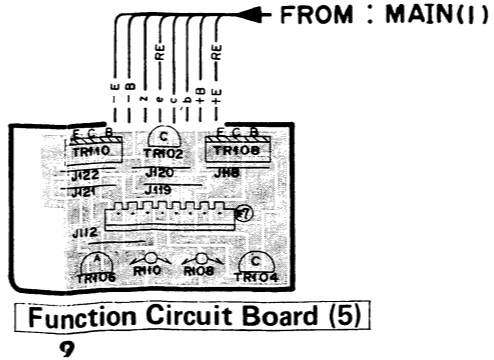 FROM : MAIN(1)
-E -B z e RE c b +B +E RE
E C B C E C B
TR110 TR102 TR108
J122 J120 J118
J121 J119
*7
J112
A C
TR106 R110 R108 TR104
Function Circuit Board (5)
9